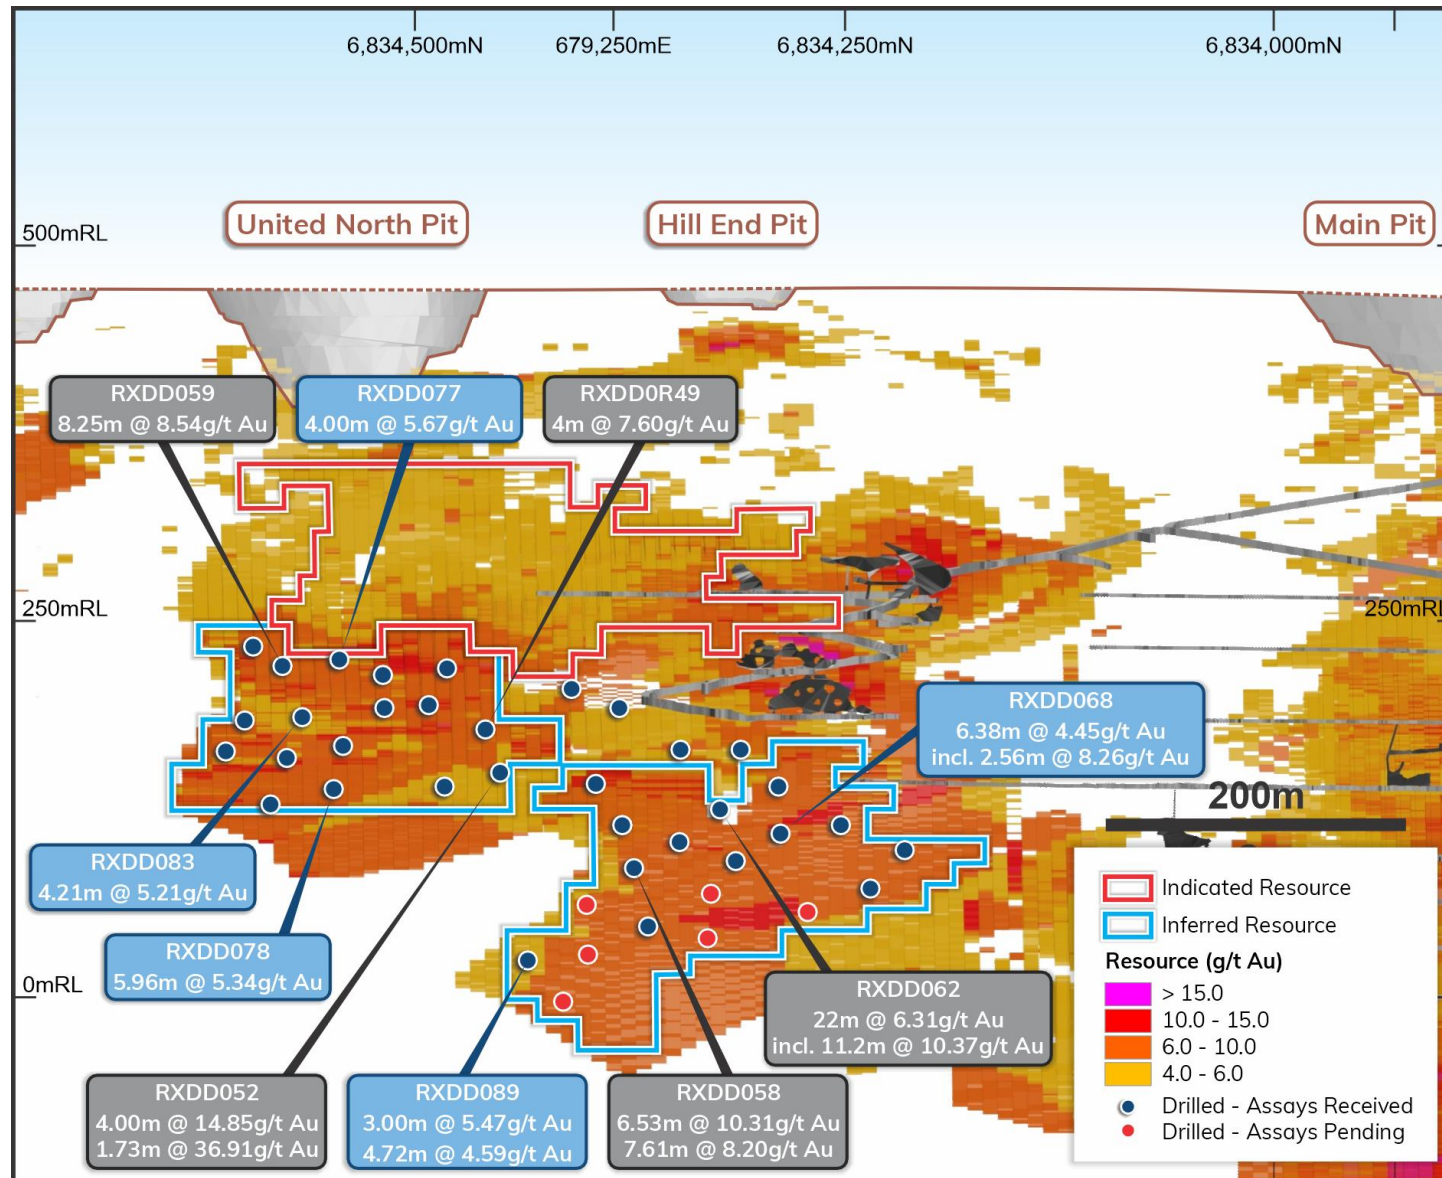 6,834,500mN
679,250mE
6,834,250mN
6,834,000mN
United North Pit
Hill End Pit
Main Pit
500mRL
RXDD059
8.25m @ 8.54g/t Au
RXDD077
4.00m @ 5.67g/t Au
RXDD0R49
4m @ 7.60g/t Au
250mRL
250mRL
RXDD068
6.38m @ 4.45g/t Au
incl. 2.56m @ 8.26g/t Au
200m
RXDD083
4.21m @ 5.21g/t Au
RXDD078
5.96m @ 5.34g/t Au
0mRL
RXDD062
22m @ 6.31g/t Au
incl. 11.2m @ 10.37g/t Au
RXDD052
4.00m @ 14.85g/t Au
1.73m @ 36.91g/t Au
RXDD089
3.00m @ 5.47g/t Au
4.72m @ 4.59g/t Au
RXDD058
6.53m @ 10.31g/t Au
7.61m @ 8.20g/t Au
Indicated Resource
Inferred Resource
Resource (g/t Au)
> 15.0
10.0 - 15.0
6.0 - 10.0
4.0 - 6.0
Drilled - Assays Received
Drilled - Assays Pending